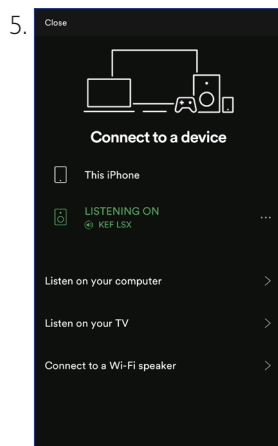 5.
Close
Connect to a device
This iPhone
LISTENING ON
KEF LSX
...
Listen on your computer
Listen on your TV
Connect to a Wi-Fi speaker